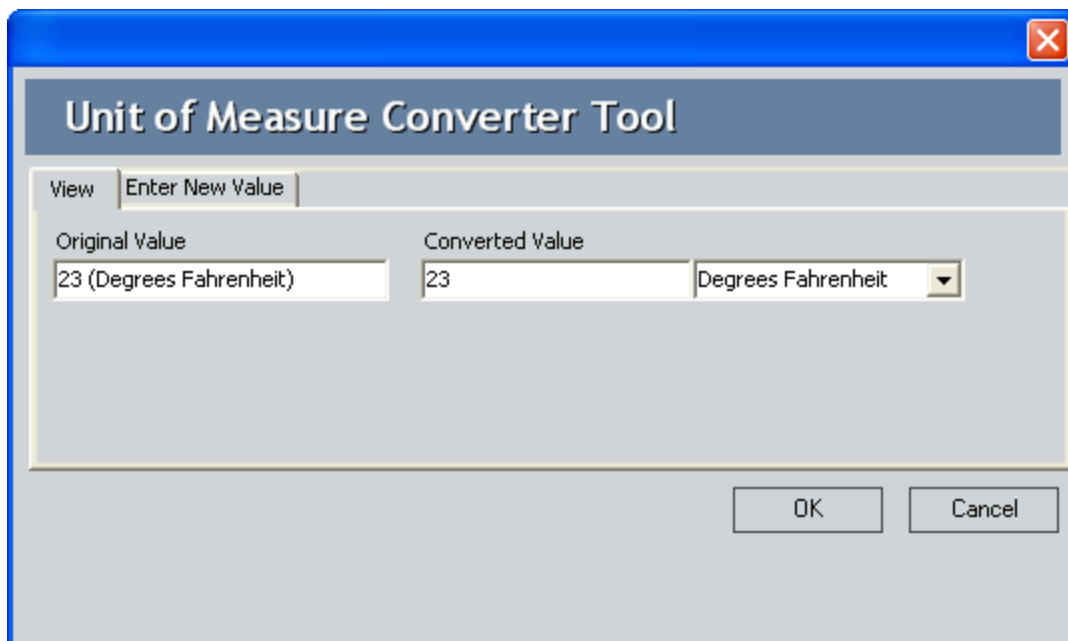 Unit of Measure Converter Tool
View Enter New Value
Original Value Converted Value
23 (Degrees Fahrenheit) 23 Degrees Fahrenheit
OK Cancel